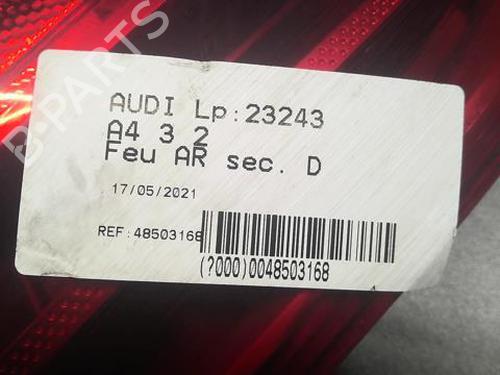 B-PARTS
AUDI Lp:23243
A4 3 2
Feu AR sec. D
17/05/2021
REF:48503168
(?000)0048503168